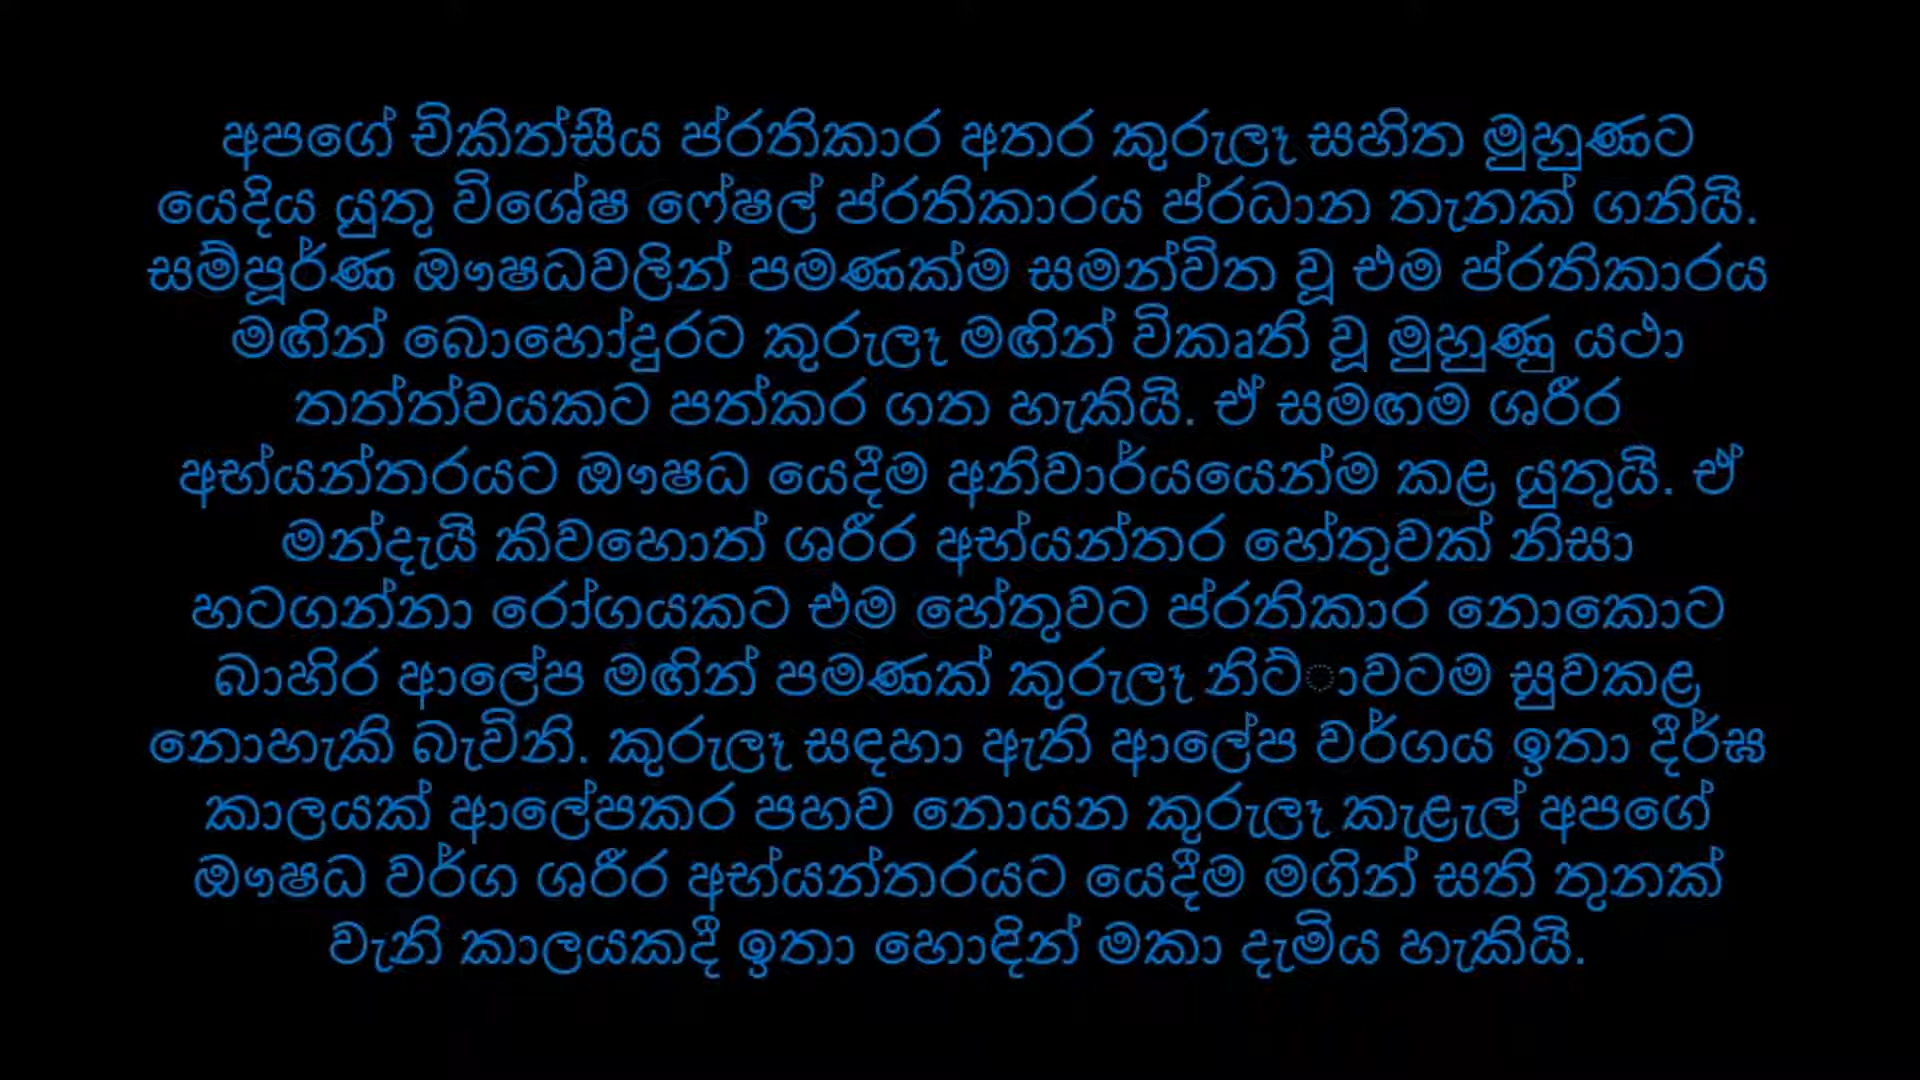 අපගේ චිකිත්සීය ප්රතිකාර අතර කුරුලෑ සහිත මුහුණට
යෙදිය යුතු විශේෂ ෆේෂල් ප්රතිකාරය ප්රධාන තැනක් ගනියි.
සම්පූර්ණ ඖෂධවලින් පමණක්ම සමන්විත වූ එම ප්රතිකාරය
මඟින් බොහෝදුරට කුරුලෑ මඟින් විකෘති වූ මුහුණු යථා
තත්ත්වයකට පත්කර ගත හැකියි. ඒ සමඟම ශරීර
අභ්යන්තරයට ඖෂධ යෙදීම අනිවාර්යයෙන්ම කළ යුතුයි. ඒ
මන්දැයි කිවහොත් ශරීර අභ්යන්තර හේතුවක් නිසා
හටගන්නා රෝගයකට එම හේතුවට ප්රතිකාර නොකොට
බාහිර ආලේප මඟින් පමණක් කුරුලෑ නිට්ාවටම සුවකළ
නොහැකි බැවිනි. කුරුලෑ සඳහා ඇති ආලේප වර්ගය ඉතා දීර්ඝ
කාලයක් ආලේපකර පහව නොයන කුරුලෑ කැළැල් අපගේ
ඖෂධ වර්ග ශරීර අභ්යන්තරයට යෙදීම මගින් සති තුනක්
වැනි කාලයකදී ඉතා හොඳින් මකා දැමිය හැකියි.